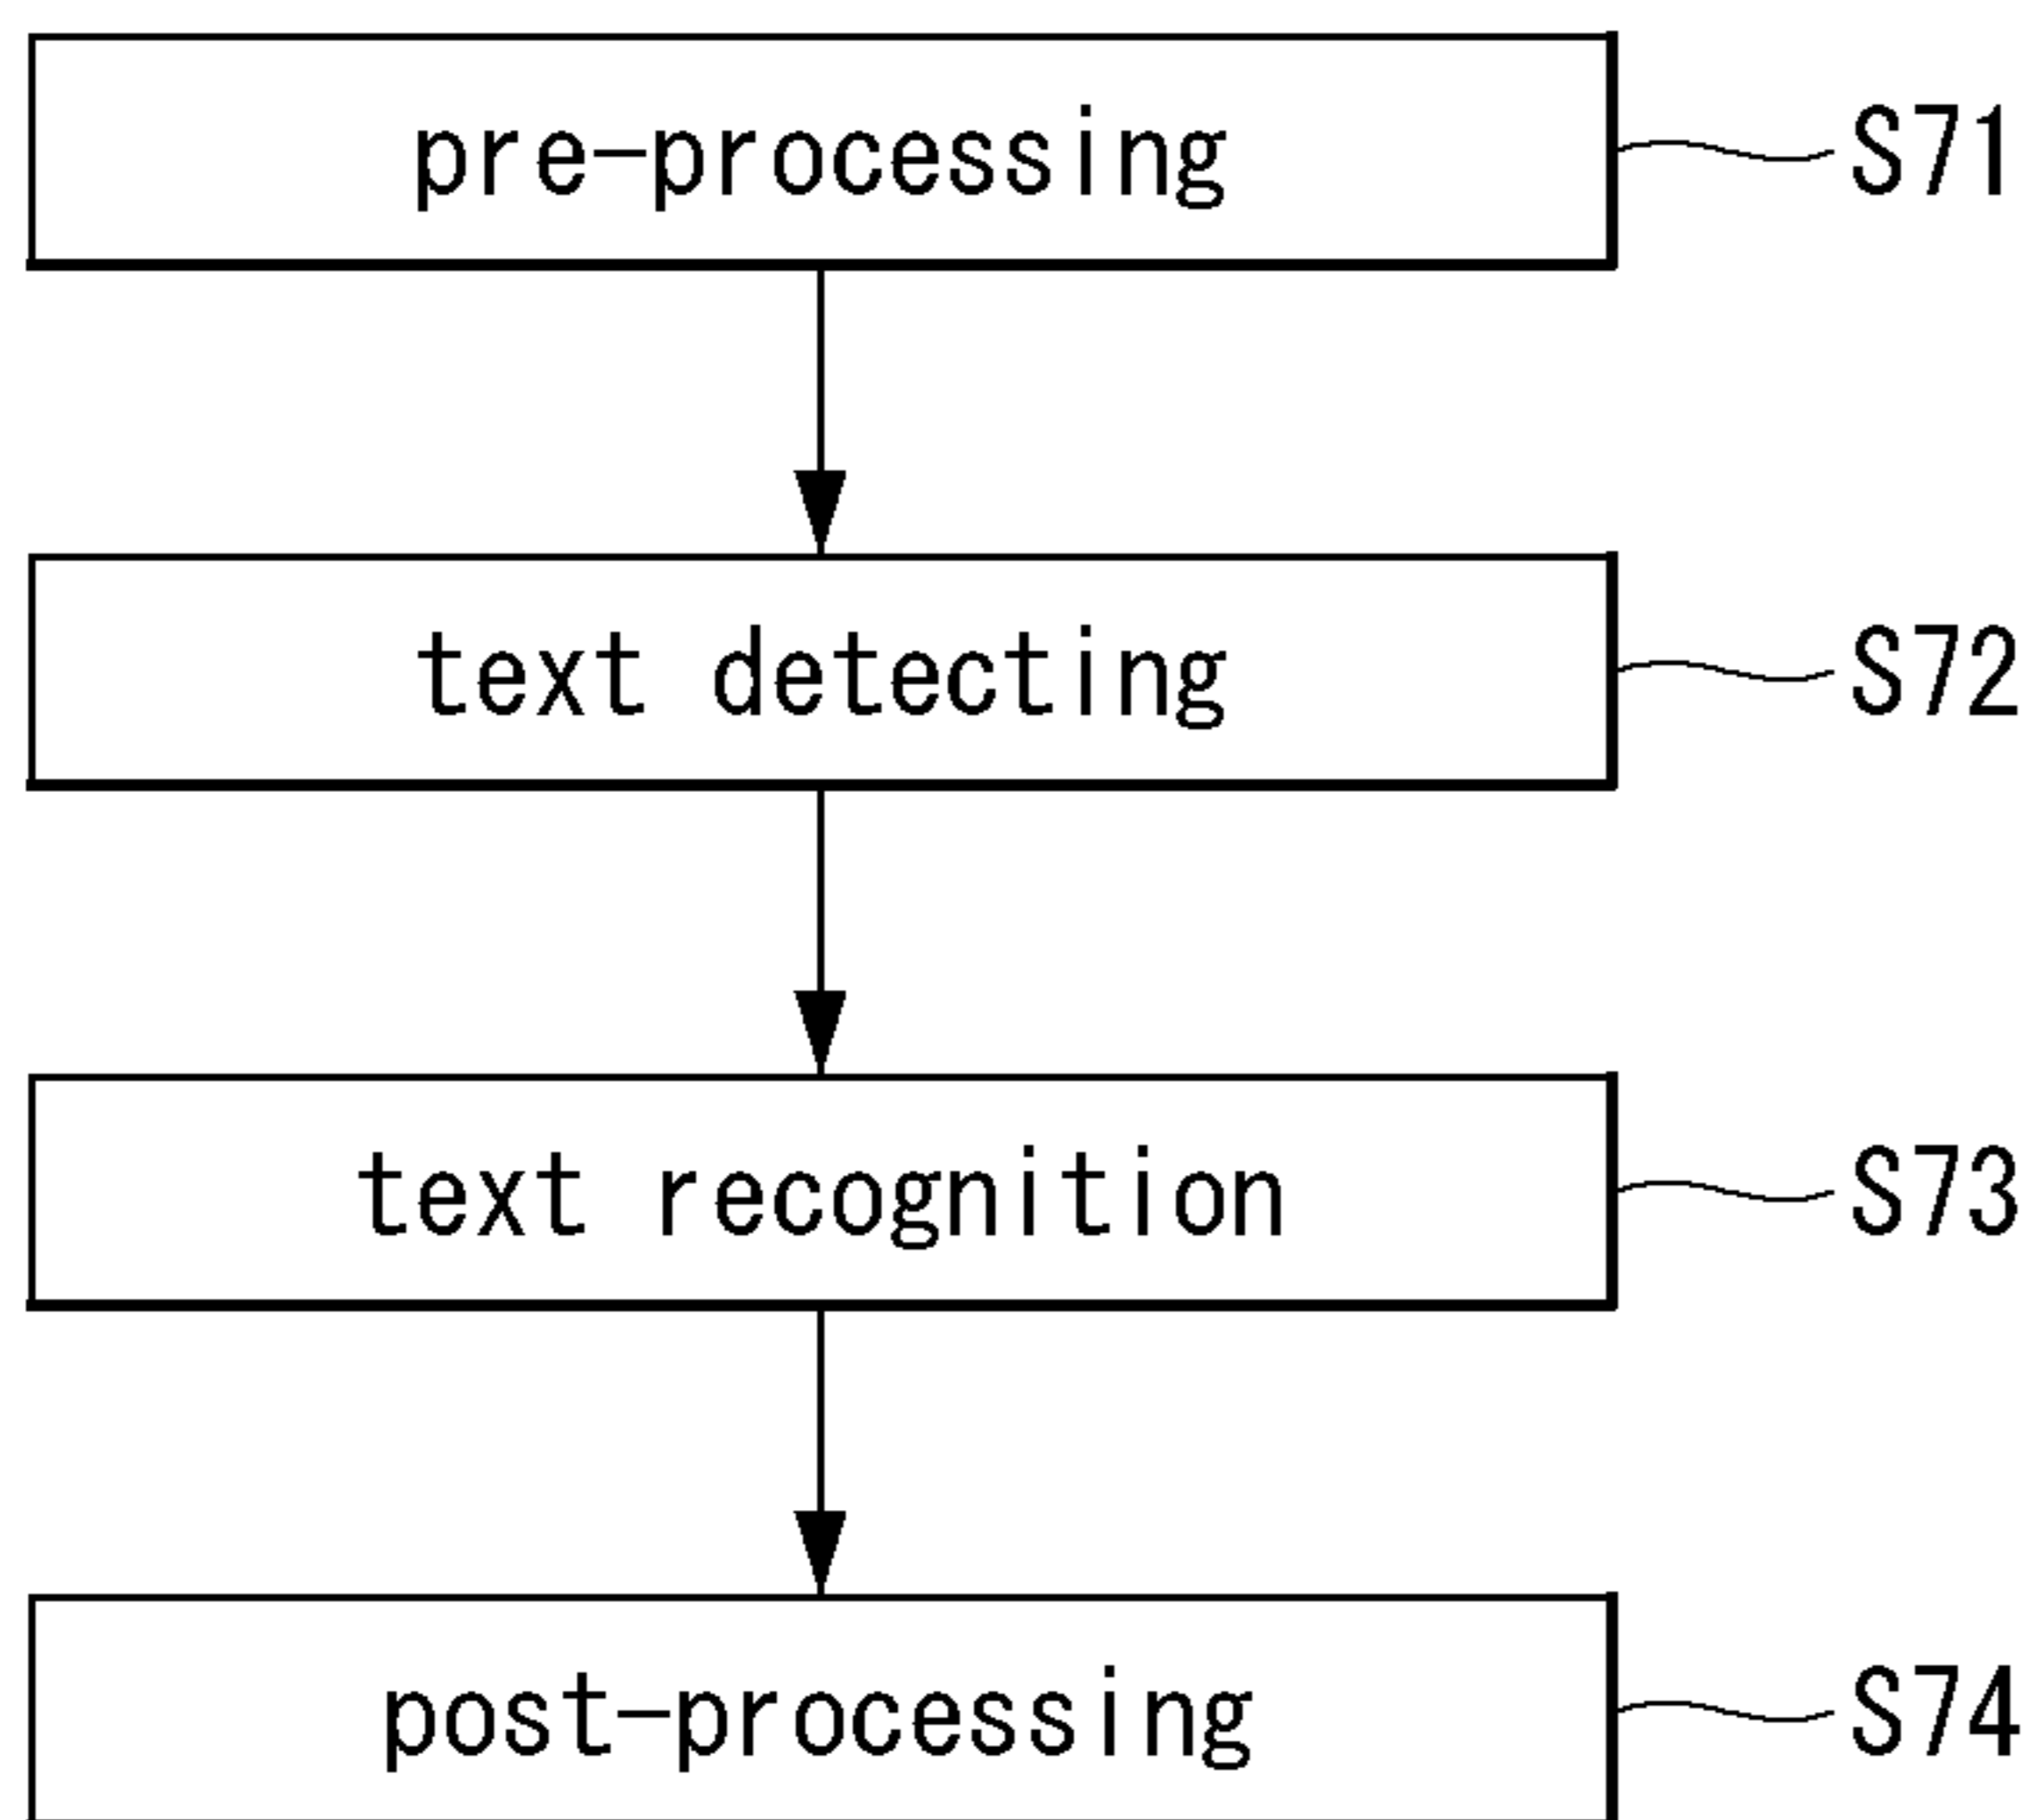 pre-processing S71
text detecting S72
text recognition S73
post-processing S74